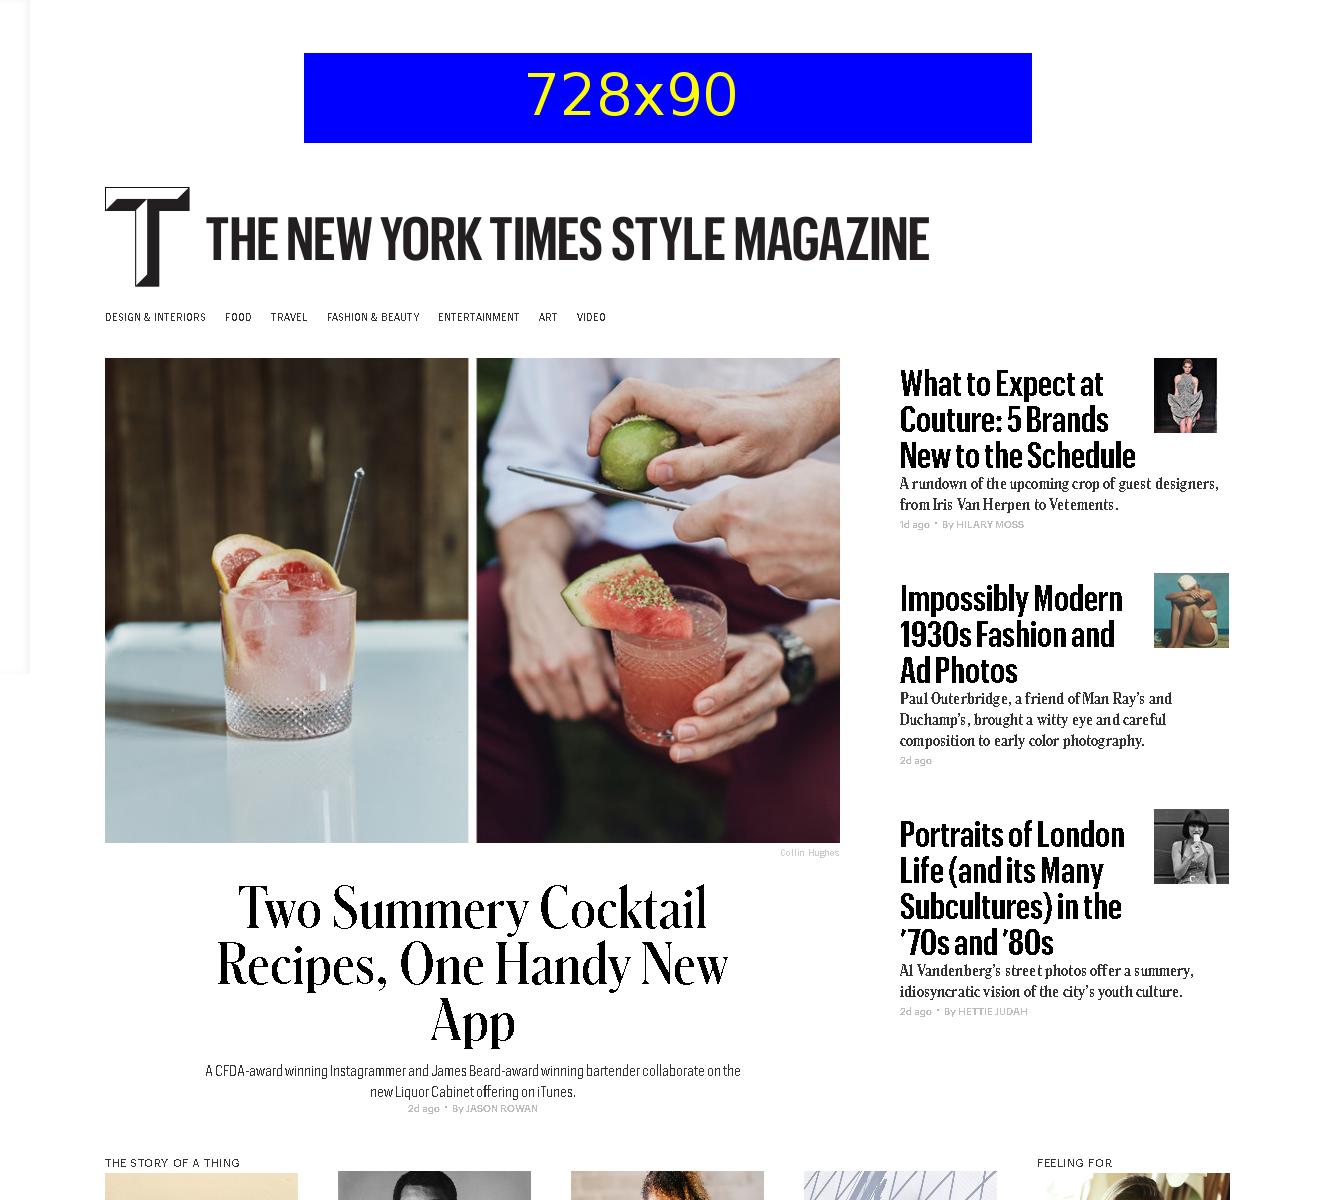 728x90
T THE NEW YORK TIMES STYLE MAGAZINE
DESIGN & INTERIORS FOOD TRAVEL FASHION & BEAUTY ENTERTAINMENT ART VIDEO
Collin Hughes
Two Summery Cocktail
Recipes, One Handy New
App
A CFDA-award winning Instagrammer and James Beard-award winning bartender collaborate on the
new Liquor Cabinet offering on iTunes.
2d ago • By JASON ROWAN
What to Expect at
Couture: 5 Brands
New to the Schedule
A rundown of the upcoming crop of guest designers,
from Iris Van Herpen to Vetements.
1d ago • By HILARY MOSS
Impossibly Modern
1930s Fashion and
Ad Photos
Paul Outerbridge, a friend of Man Ray's and
Duchamp's, brought a witty eye and careful
composition to early color photography.
2d ago
Portraits of London
Life (and its Many
Subcultures) in the
'70s and '80s
Al Vandenberg's street photos offer a summery,
idiosyncratic vision of the city's youth culture.
2d ago • By HETTIE JUDAH
THE STORY OF A THING
FEELING FOR